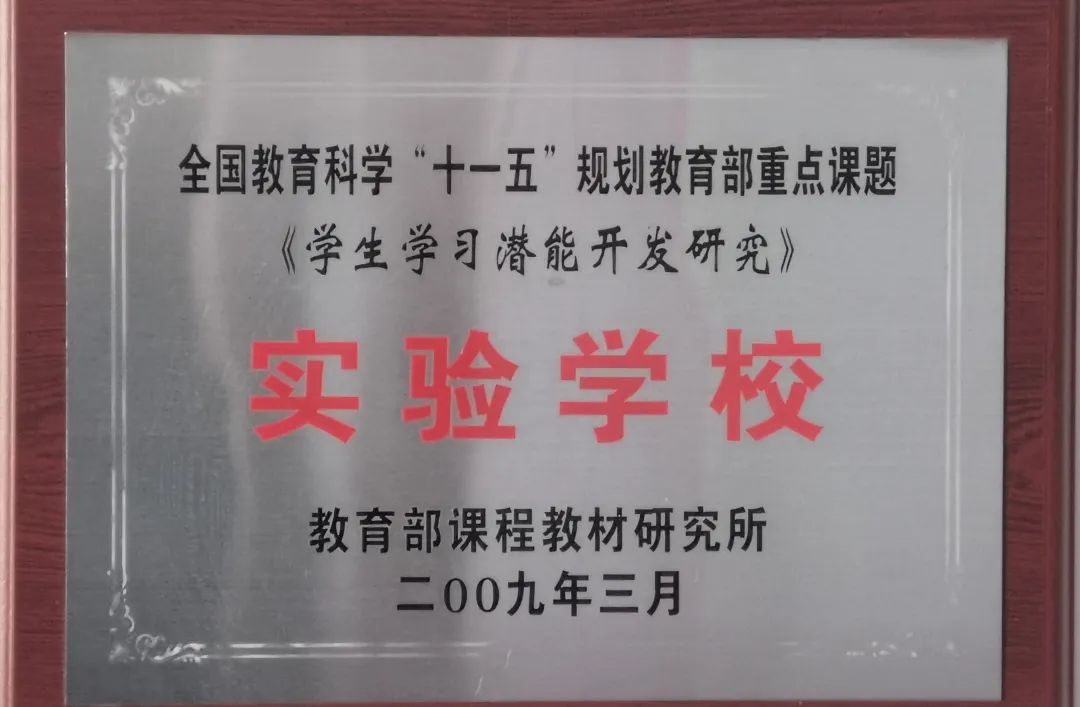 全国教育科学“十一五”规划教育部重点课题
《学生学习潜能开发研究》
实验学校
教育部课程教材研究所
二00九年三月